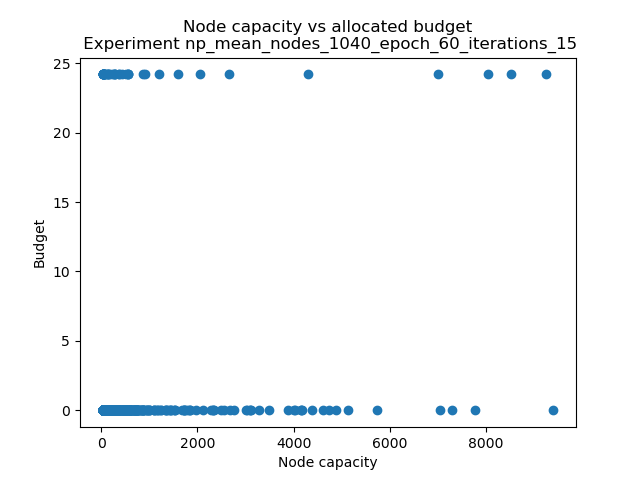 Node capacity vs allocated budget
Experiment np_mean_nodes_1040_epoch_60_iterations_15
25
20
15
10
5
0
Budget
0 2000 4000 6000 8000
Node capacity